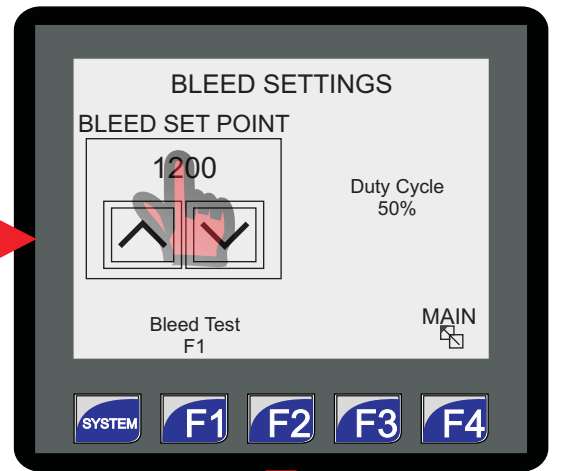 BLEED SETTINGS
BLEED SET POINT
1200
Duty Cycle
50%
Bleed Test
F1
MAIN
SYSTEM
F1
F2
F3
F4